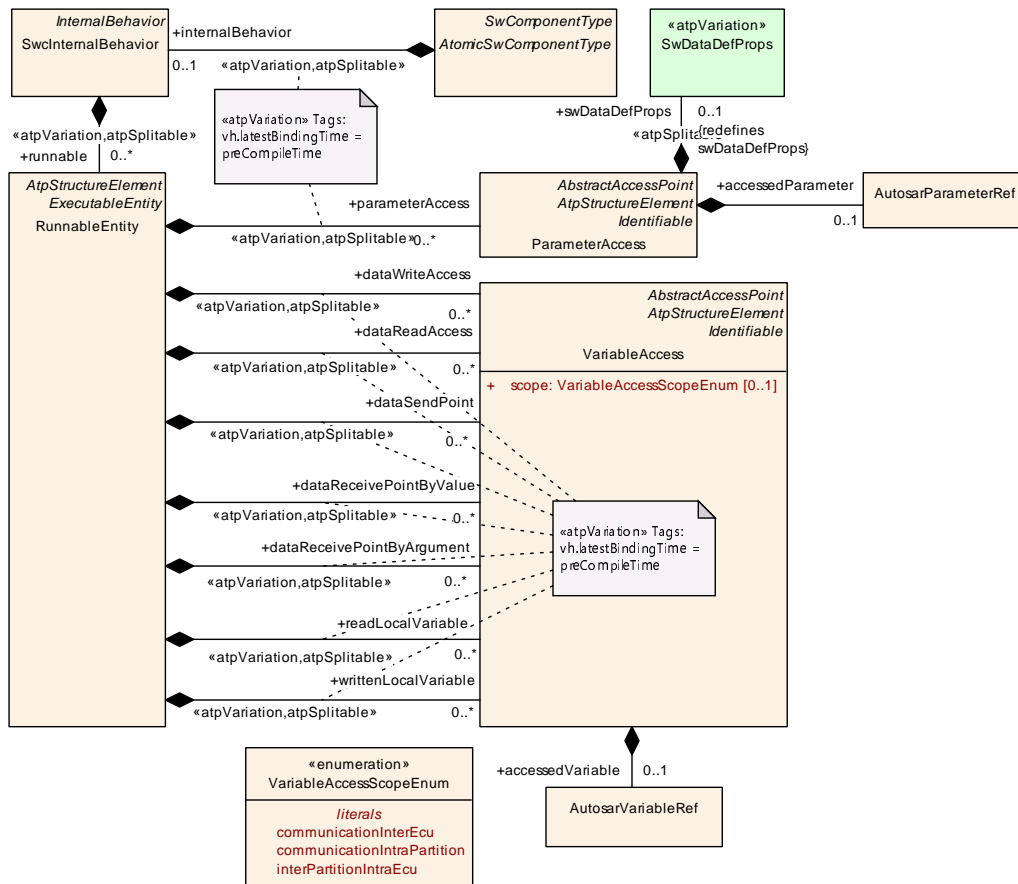 InternalBehavior
SwcInternalBehavior
+internalBehavior
0..1
«atpVariation,atpSplitable»
SwComponentType
AtomicSwComponentType
«atpVariation»
SwDataDefProps
«atpVariation» Tags:
vh.latestBindingTime =
preCompileTime
+swDataDefProps
0..1
«atpSplitable»
{redefines
swDataDefProps}
«atpVariation,atpSplitable»
+runnable
0..*
AtpStructureElement
ExecutableEntity
RunnableEntity
+parameterAccess
«atpVariation,atpSplitable»
0..*
AbstractAccessPoint
AtpStructureElement
Identifiable
ParameterAccess
+accessedParameter
0..1
AutosarParameterRef
+dataWriteAccess
«atpVariation,atpSplitable»
0..*
+dataReadAccess
«atpVariation,atpSplitable»
0..*
+dataSendPoint
«atpVariation,atpSplitable»
0..*
+dataReceivePointByValue
«atpVariation,atpSplitable»
0..*
+dataReceivePointByArgument
«atpVariation,atpSplitable»
0..*
+readLocalVariable
«atpVariation,atpSplitable»
0..*
+writtenLocalVariable
«atpVariation,atpSplitable»
0..*
AbstractAccessPoint
AtpStructureElement
Identifiable
VariableAccess
+ scope: VariableAccessScopeEnum [0..1]
«atpVariation» Tags:
vh.latestBindingTime =
preCompileTime
+accessedVariable
0..1
AutosarVariableRef
«enumeration»
VariableAccessScopeEnum
literals
communicationInterEcu
communicationIntraPartition
interPartitionIntraEcu